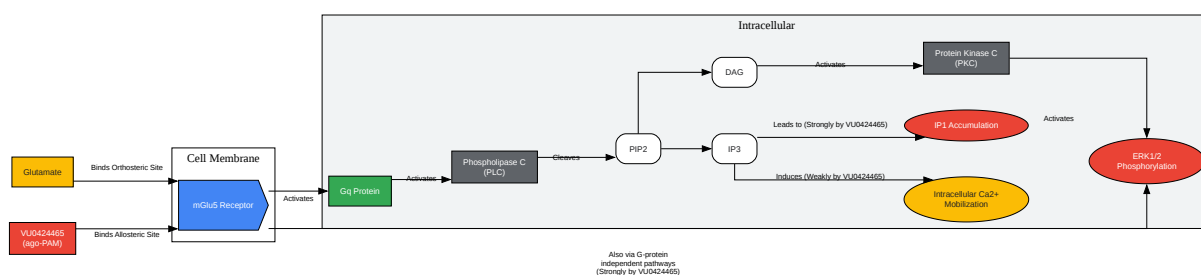 Intracellular
Protein Kinase C
(PKC)
DAG
Activates
Leads to (Strongly by VU0424465)
IP1 Accumulation
Activates
Cell Membrane
Glutamate
Binds Orthosteric Site
mGlu5 Receptor
Activates
Gq Protein
Activates
Phospholipase C
(PLC)
Cleaves
PIP2
IP3
ERK1/2
Phosphorylation
Induces (Weakly by VU0424465)
Intracellular Ca2+
Mobilization
VU0424465
(ago-PAM)
Binds Allosteric Site
Also via G-protein
independent pathways
(Strongly by VU0424465)